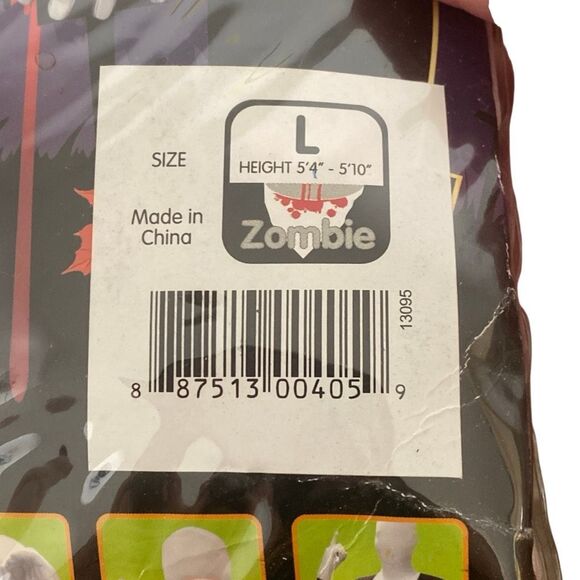 L
SIZE
HEIGHT 5'4" - 5'10"
Made in
China
Zombie
13095
8 87513 00405 9